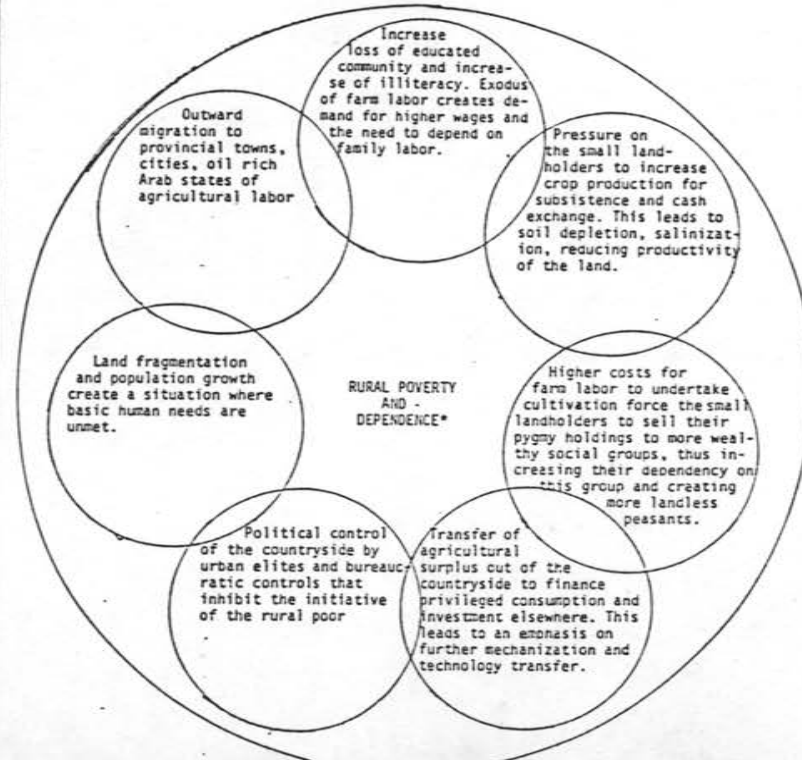 Increase
loss of educated
community and increa-
se of illiteracy. Exodus
of farm labor creates de-
mand for higher wages and
the need to depend on
family labor.
Pressure on
the small land-
holders to increase
crop production for
subsistence and cash
exchange. This leads to
soil depletion, salinizat-
ion, reducing productivity
of the land.
Higher costs for
farm labor to undertake
cultivation force the small
landholders to sell their
pygmy holdings to more weal-
thy social groups, thus in-
creasing their dependency on
this group and creating
more landless
peasants.
Transfer of
agricultural
surplus out of the
countryside to finance
privileged consumption and
investment elsewhere. This
leads to an emphasis on
further mechanization and
technology transfer.
Political control
of the countryside by
urban elites and bureauc-
ratic controls that
inhibit the initiative
of the rural poor
Land fragmentation
and population growth
create a situation where
basic human needs are
unmet.
Outward
migration to
provincial towns,
cities, oil rich
Arab states of
agricultural labor
RURAL POVERTY
AND -
DEPENDENCE*